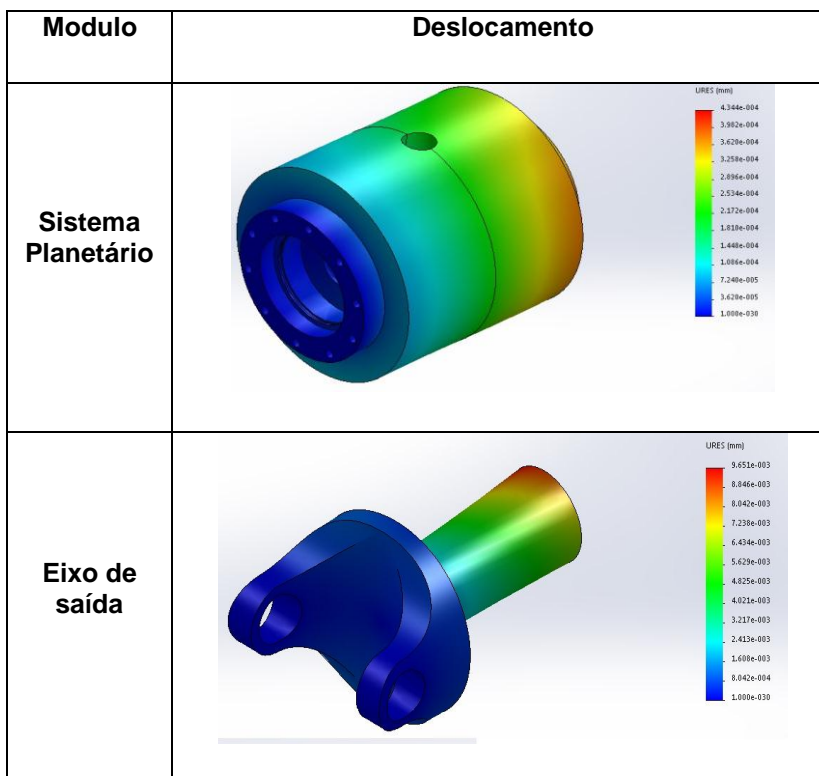 Modulo
Deslocamento
Sistema
Planetário
URES (mm)
4.344e-004
3.982e-004
3.620e-004
3.258e-004
2.896e-004
2.534e-004
2.172e-004
1.810e-004
1.448e-004
1.086e-004
7.240e-005
3.620e-005
1.000e-030
Eixo de
saída
URES (mm)
9.651e-003
8.846e-003
8.042e-003
7.238e-003
6.434e-003
5.629e-003
4.825e-003
4.021e-003
3.217e-003
2.413e-003
1.608e-003
8.042e-004
1.000e-030